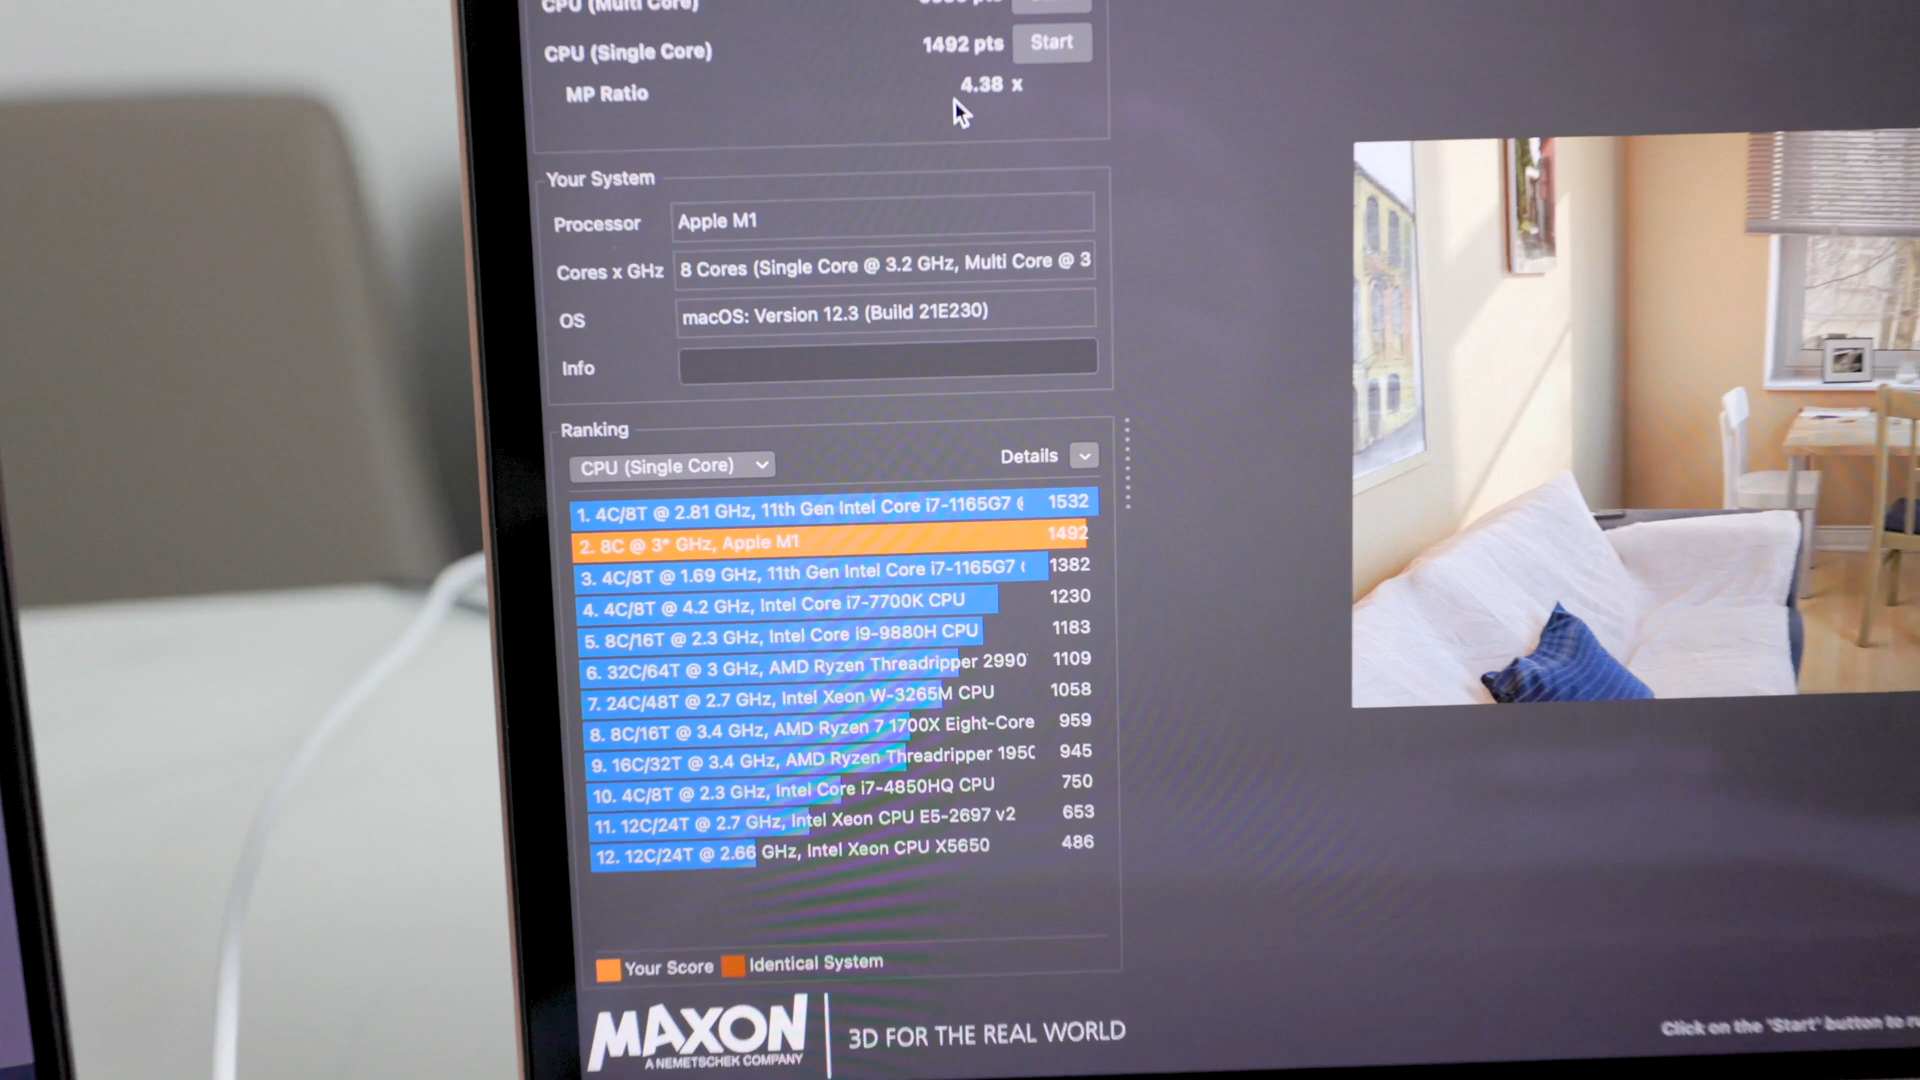 CPU (Multi Core) pts
CPU (Single Core) 1492 pts Start
MP Ratio 4.38 x
Your System
Processor Apple M1
Cores x GHz 8 Cores (Single Core @ 3.2 GHz, Multi Core @ 3
OS macOS: Version 12.3 (Build 21E230)
Info
Ranking
CPU (Single Core) Details
1. 4C/8T @ 2.81 GHz, 11th Gen Intel Core i7-1165G7 ( 1532
2. 8C @ 3* GHz, Apple M1 1492
3. 4C/8T @ 1.69 GHz, 11th Gen Intel Core i7-1165G7 ( 1382
4. 4C/8T @ 4.2 GHz, Intel Core i7-7700K CPU 1230
5. 8C/16T @ 2.3 GHz, Intel Core i9-9880H CPU 1183
6. 32C/64T @ 3 GHz, AMD Ryzen Threadripper 2990 1109
7. 24C/48T @ 2.7 GHz, Intel Xeon W-3265M CPU 1058
8. 8C/16T @ 3.4 GHz, AMD Ryzen 7 1700X Eight-Core 959
9. 16C/32T @ 3.4 GHz, AMD Ryzen Threadripper 1950 945
10. 4C/8T @ 2.3 GHz, Intel Core i7-4850HQ CPU 750
11. 12C/24T @ 2.7 GHz, Intel Xeon CPU E5-2697 v2 653
12. 12C/24T @ 2.66 GHz, Intel Xeon CPU X5650 486
Your Score Identical System
MAXON 3D FOR THE REAL WORLD
A NEMETSCHEK COMPANY
Click on the 'Start' button to ru